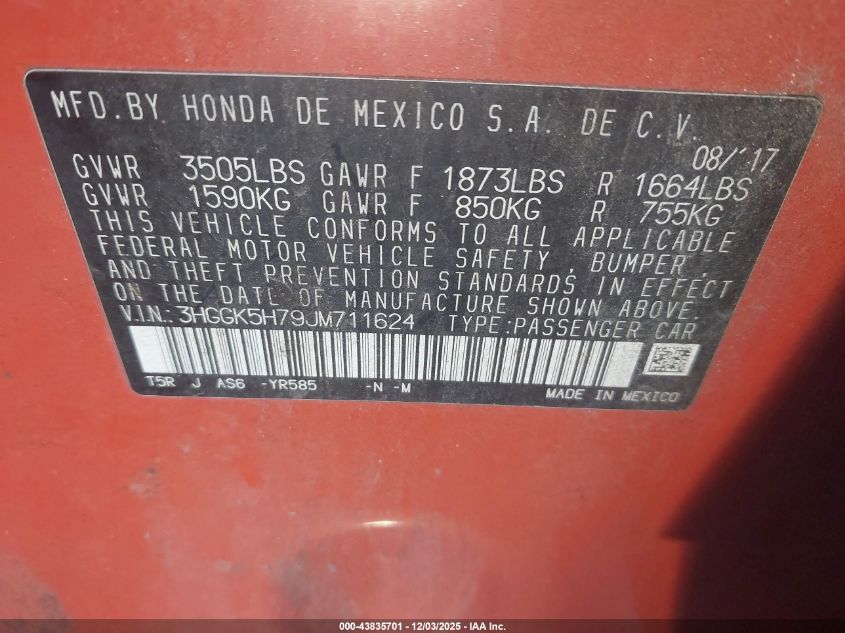 MFD. BY HONDA DE MEXICO S.A. DE C.V.
08/'17
GVWR 3505LBS GAWR F 1873LBS R 1664LBS
GVWR 1590KG GAWR F 850KG R 755KG
THIS VEHICLE CONFORMS TO ALL APPLICABLE
FEDERAL MOTOR VEHICLE SAFETY, BUMPER,
AND THEFT PREVENTION STANDARDS IN EFFECT
ON THE DATE OF MANUFACTURE SHOWN ABOVE.
V.I.N.: 3HGGK5H79JM711624 TYPE:PASSENGER CAR
T5R J AS6 -YR585 -N -M MADE IN MEXICO
000-43835701 - 12/03/2025 - IAA Inc.